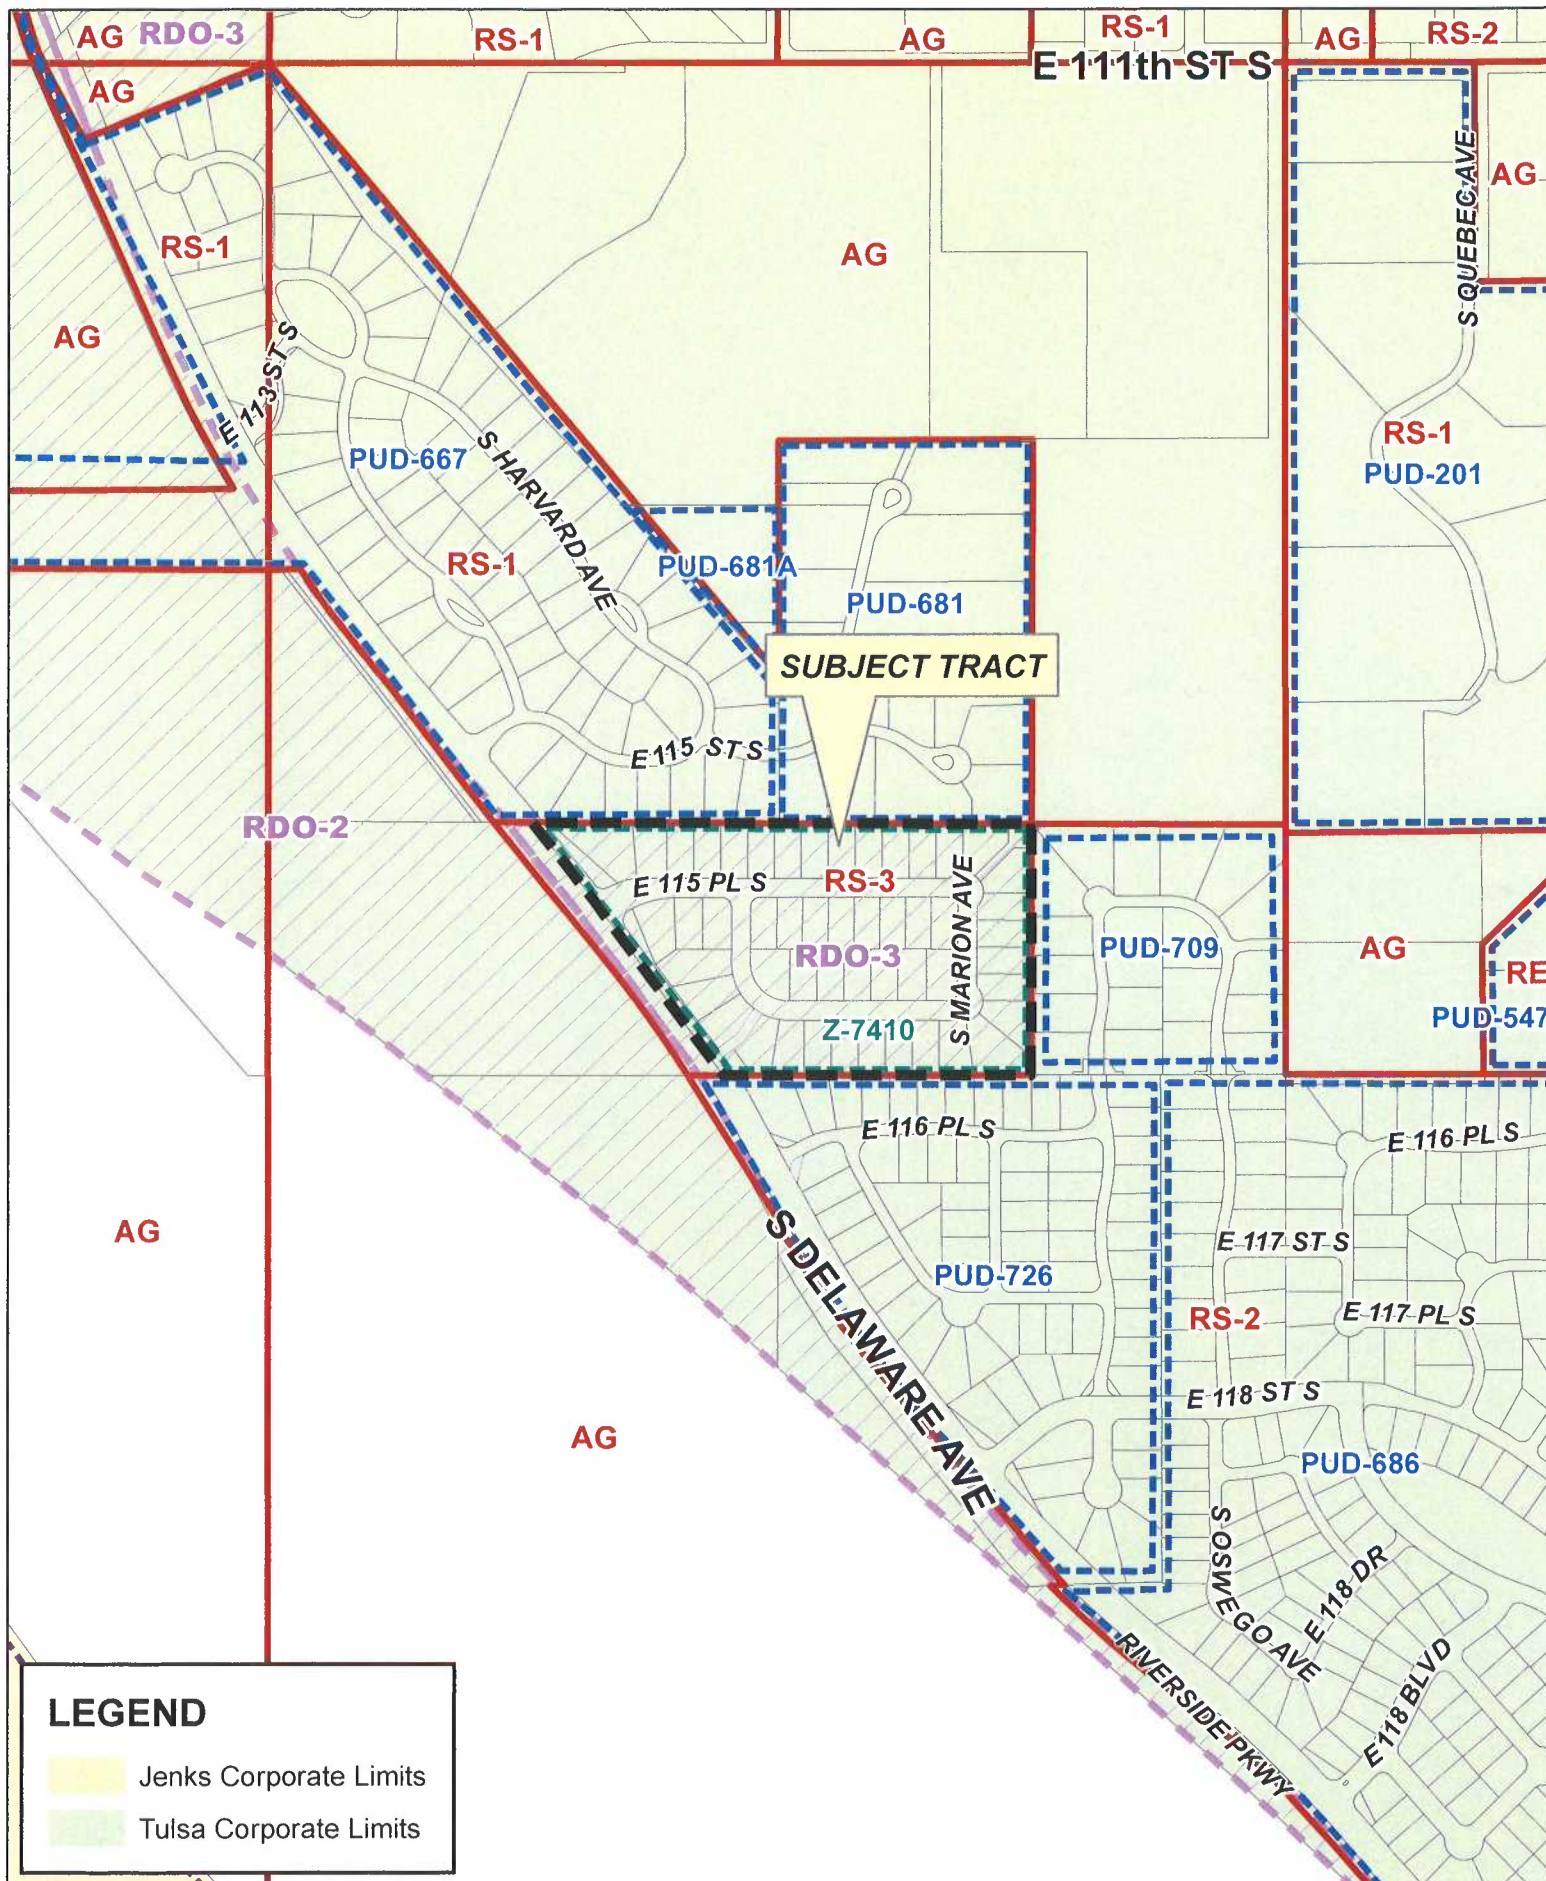 AG RDO-3 RS-1 AG RS-1 AG RS-2
E 111th ST S
AG
S QUEBEC AVE
AG
RS-1
AG
AG
E 113 ST S
RS-1
PUD-201
PUD-667
S HARVARD AVE
RS-1
PUD-681A
PUD-681
SUBJECT TRACT
E 115 ST S
RDO-2
E 115 PL S
RS-3
S MARION AVE
RDO-3
Z-7410
PUD-709
AG
RE
PUD-547
E 116 PL S
E 116 PL S
AG
S DELAWARE AVE
E 117 ST S
PUD-726
RS-2
E 117 PL S
E 118 ST S
AG
PUD-686
S OSWEGO AVE
E 118 DR
E 118 BLVD
RIVERSIDE PKWY
LEGEND
Jenks Corporate Limits
Tulsa Corporate Limits